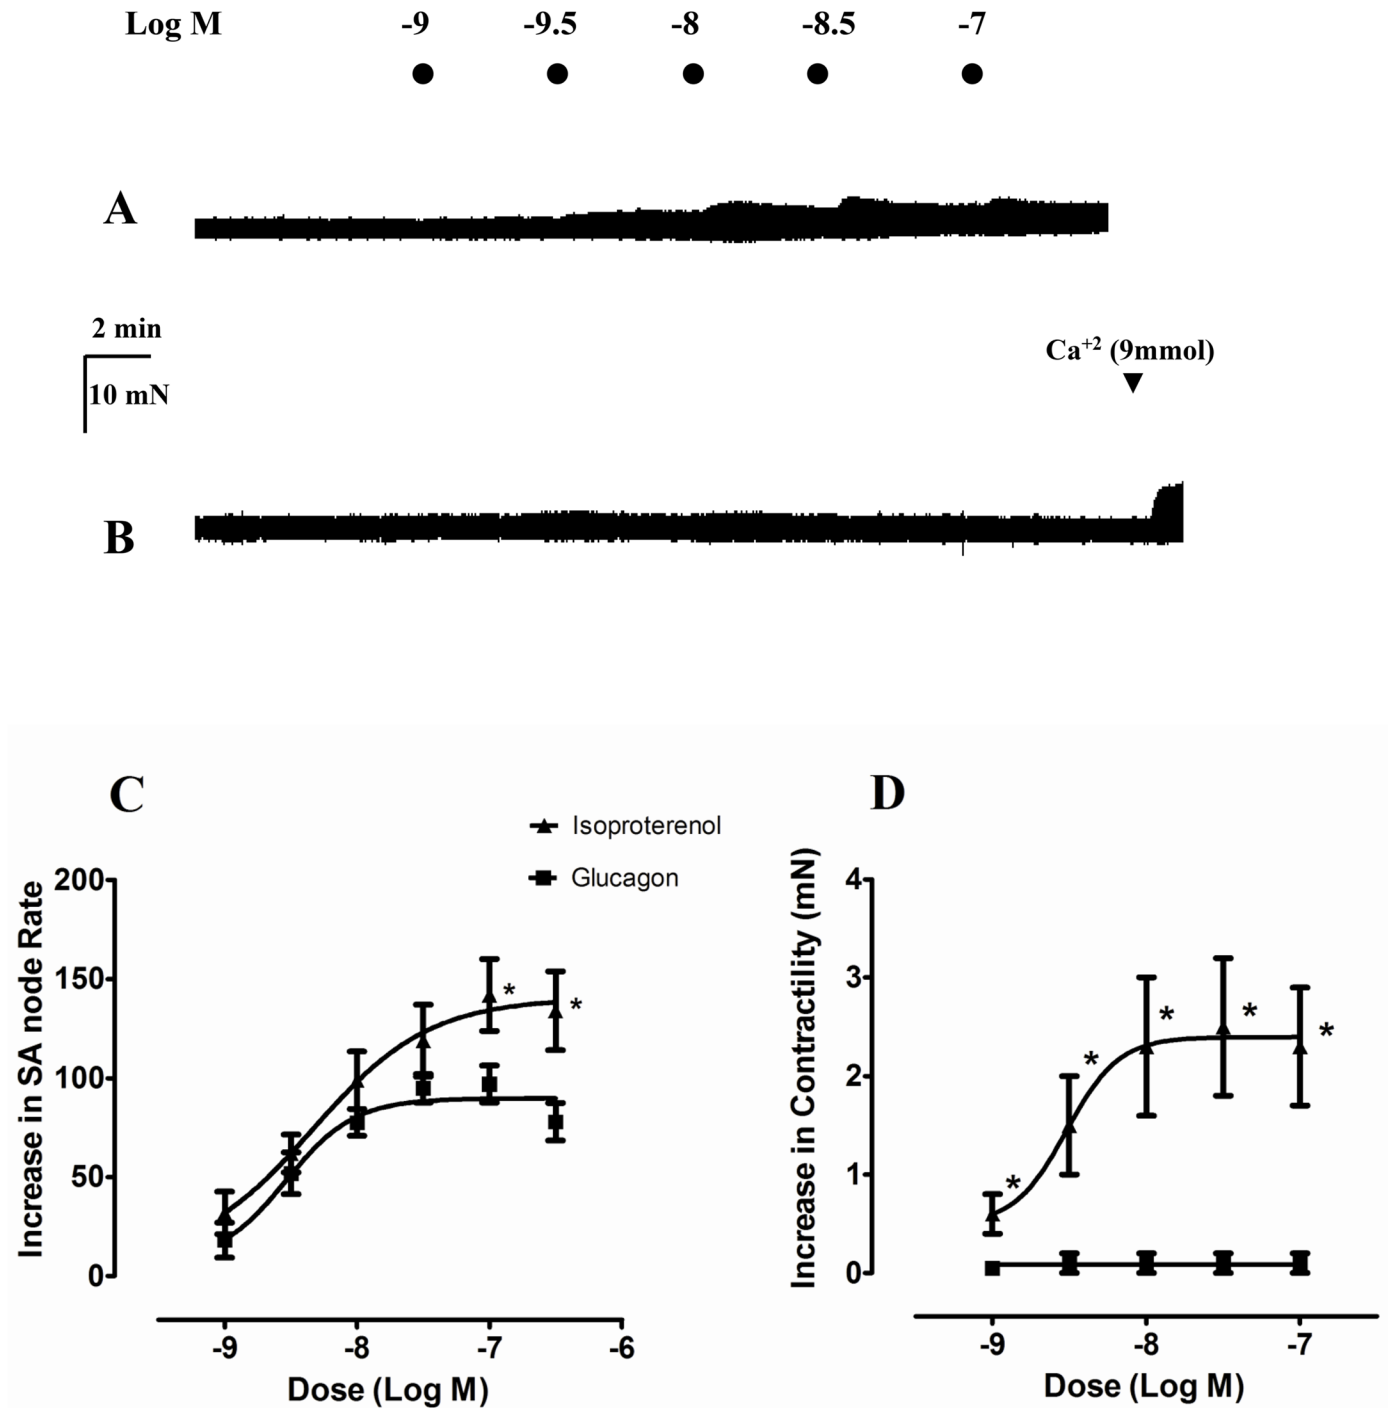 Log M -9 -9.5 -8 -8.5 -7
A
2 min
10 mN
Ca+2 (9mmol)
B
C
Isoproterenol
Glucagon
Increase in SA node Rate
200
150
100
50
0
*
*
-9 -8 -7 -6
Dose (Log M)
D
Increase in Contractility (mN)
4
3
2
1
0
*
*
*
*
*
-9 -8 -7
Dose (Log M)